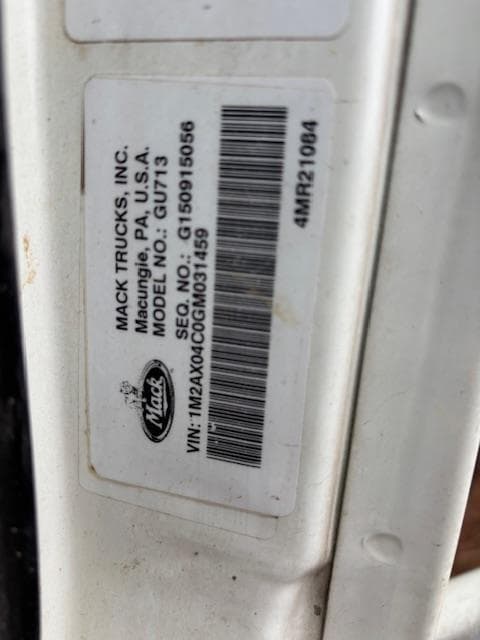 MACK TRUCKS, INC.
Macungie, PA, U.S.A.
MODEL NO.: GU713
SEQ. NO.: G150915056
Mack
VIN: 1M2AX04C0GM031459
4MR21084